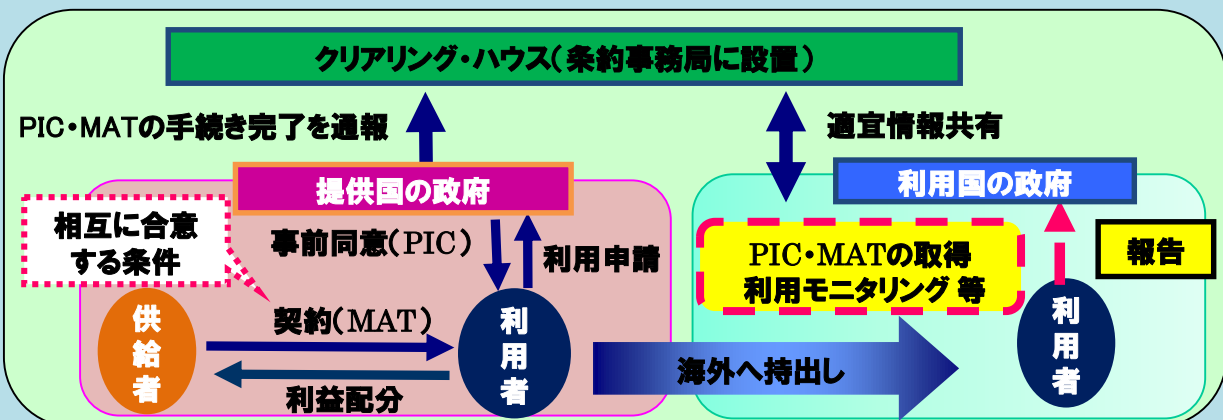 クリアリング・ハウス（条約事務局に設置）
PIC・MATの手続き完了を通報
適宜情報共有
提供国の政府
利用国の政府
相互に合意
する条件
事前同意(PIC)
利用申請
PIC・MATの取得
利用モニタリング 等
報告
供給者
契約(MAT)
利用者
利益配分
海外へ持出し
利用者